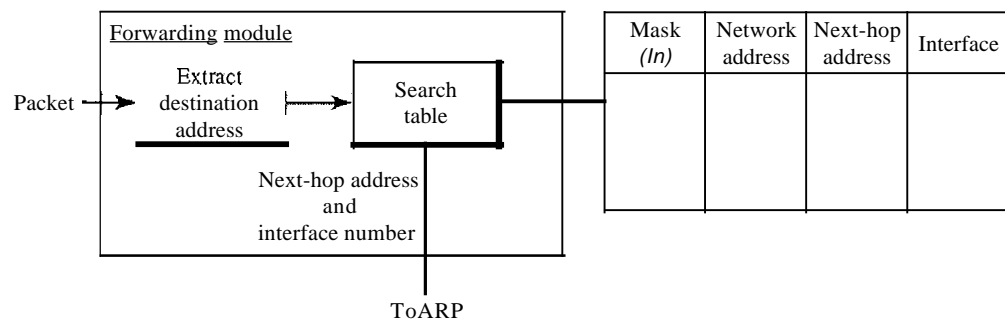 Forwarding module
Packet
Extract
destination
address
Search
table
Next-hop address
and
interface number
ToARP
Mask
(In)
Network
address
Next-hop
address
Interface